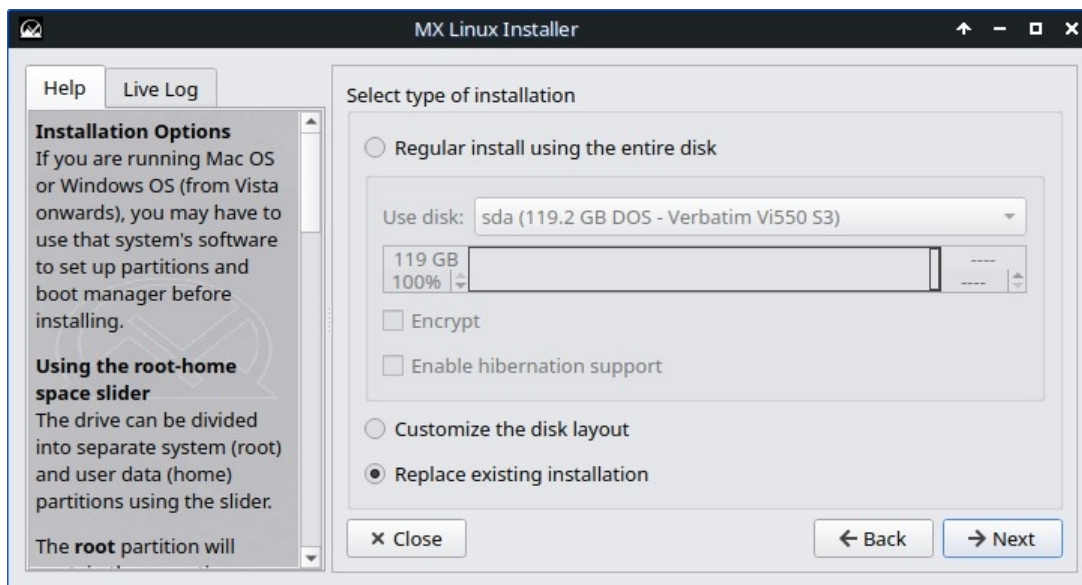 MX Linux Installer
Help
Live Log
Installation Options
If you are running Mac OS
or Windows OS (from Vista
onwards), you may have to
use that system's software
to set up partitions and
boot manager before
installing.
Using the root-home
space slider
The drive can be divided
into separate system (root)
and user data (home)
partitions using the slider.
The root partition will
Select type of installation
Regular install using the entire disk
Use disk: sda (119.2 GB DOS - Verbatim Vi550 S3)
119 GB ----
100% ----
Encrypt
Enable hibernation support
Customize the disk layout
Replace existing installation
Close
Back
Next